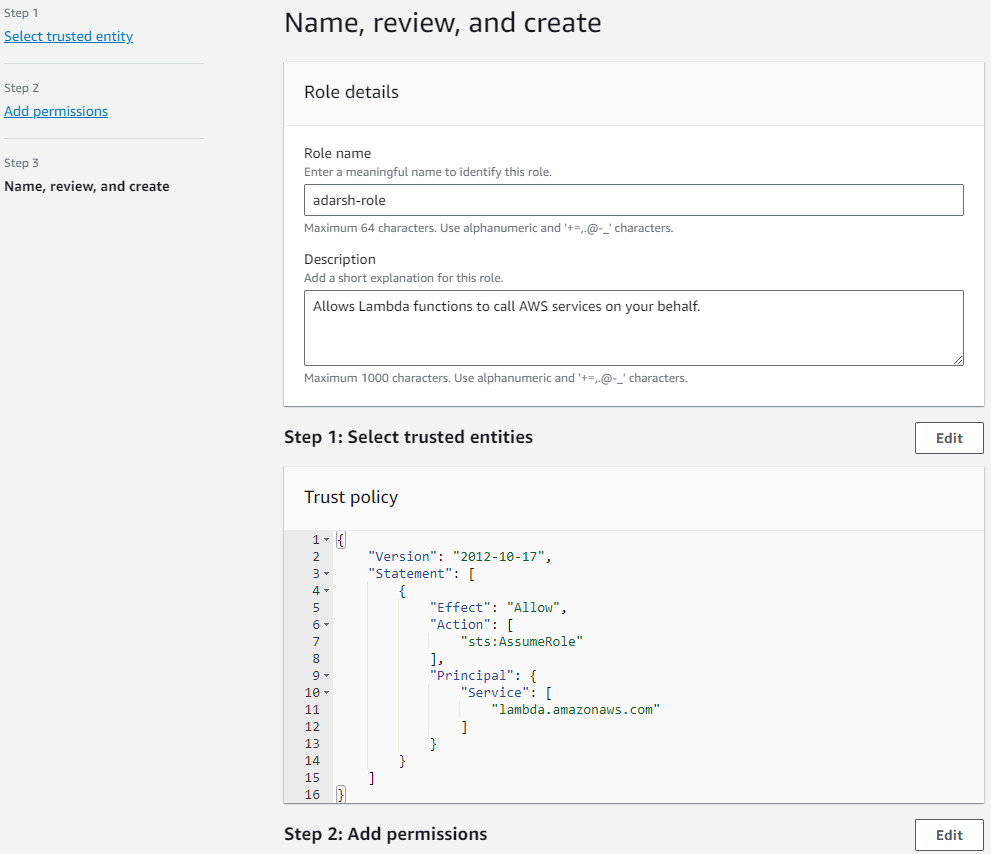 Step 1
Select trusted entity
Step 2
Add permissions
Step 3
Name, review, and create
Name, review, and create
Role details
Role name
Enter a meaningful name to identify this role.
adarsh-role
Maximum 64 characters. Use alphanumeric and '+=,.@-_' characters.
Description
Add a short explanation for this role.
Allows Lambda functions to call AWS services on your behalf.
Maximum 1000 characters. Use alphanumeric and '+=,.@-_' characters.
Step 1: Select trusted entities
Edit
Trust policy
1 {
2     "Version": "2012-10-17",
3     "Statement": [
4         {
5             "Effect": "Allow",
6             "Action": [
7                 "sts:AssumeRole"
8             ],
9             "Principal": {
10                 "Service": [
11                     "lambda.amazonaws.com"
12                 ]
13             }
14         }
15     ]
16 }
Step 2: Add permissions
Edit